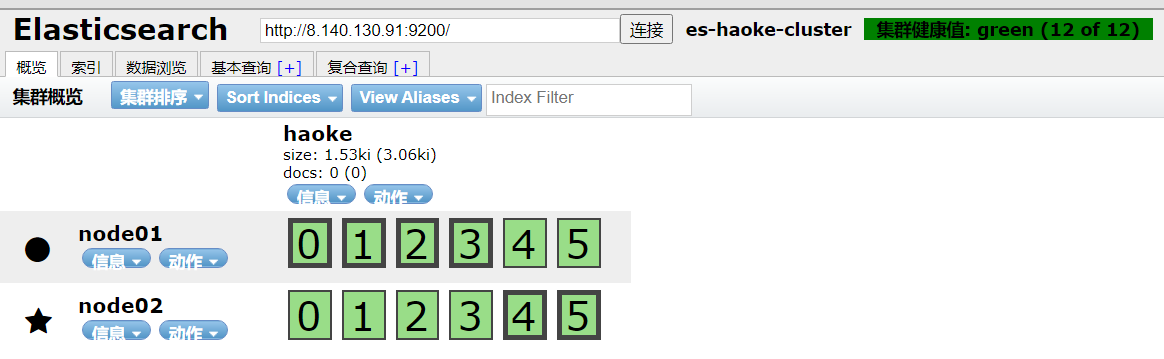 Elasticsearch http://8.140.130.91:9200/ 连接 es-haoke-cluster 集群健康值: green (12 of 12)
概览 索引 数据浏览 基本查询 [+] 复合查询 [+]
集群概览 集群排序 Sort Indices View Aliases Index Filter
haoke
size: 1.53ki (3.06ki)
docs: 0 (0)
信息 动作
node01 0 1 2 3 4 5
信息 动作
node02 0 1 2 3 4 5
信息 动作